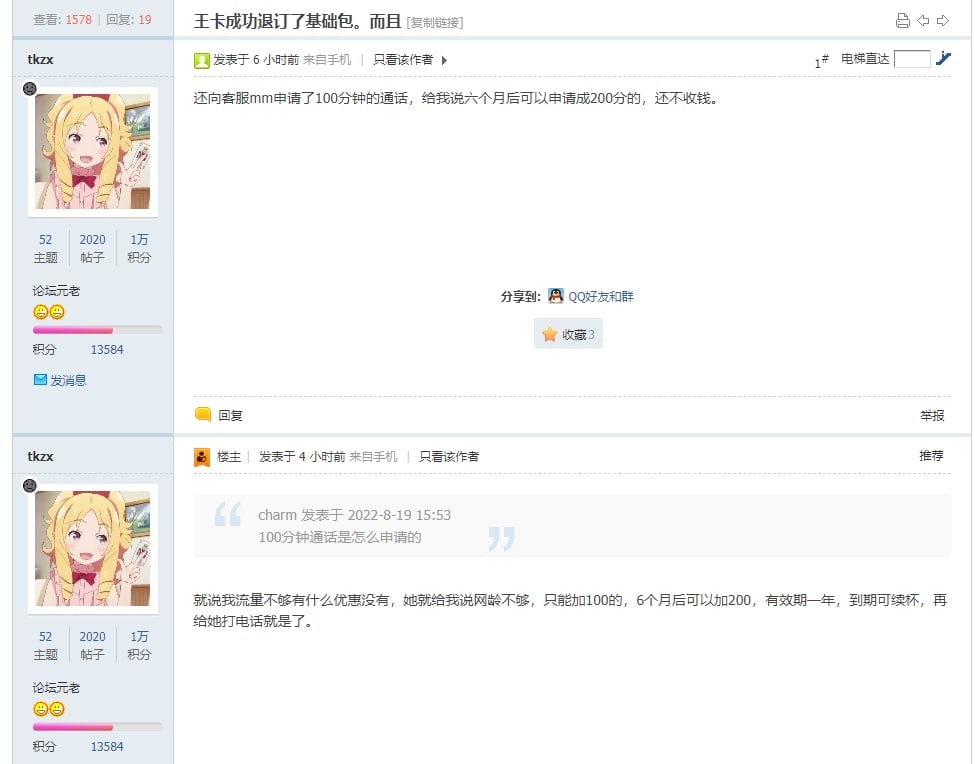 查看: 1578 | 回复: 19
王卡成功退订了基础包。而且 [复制链接]
tkzx
发表于 6 小时前 来自手机 | 只看该作者
1#
电梯直达
还向客服mm申请了100分钟的通话，给我说六个月后可以申请成200分的，还不收钱。
52 2020 1万
主题 帖子 积分
论坛元老
积分 13584
发消息
分享到: QQ好友和群
收藏3
回复
举报
tkzx
楼主 | 发表于 4 小时前 来自手机 | 只看该作者
推荐
charm 发表于 2022-8-19 15:53
100分钟通话是怎么申请的
就说我流量不够有什么优惠没有，她就给我说网龄不够，只能加100的，6个月后可以加200，有效期一年，到期可续杯，再
给她打电话就是了。
52 2020 1万
主题 帖子 积分
论坛元老
积分 13584